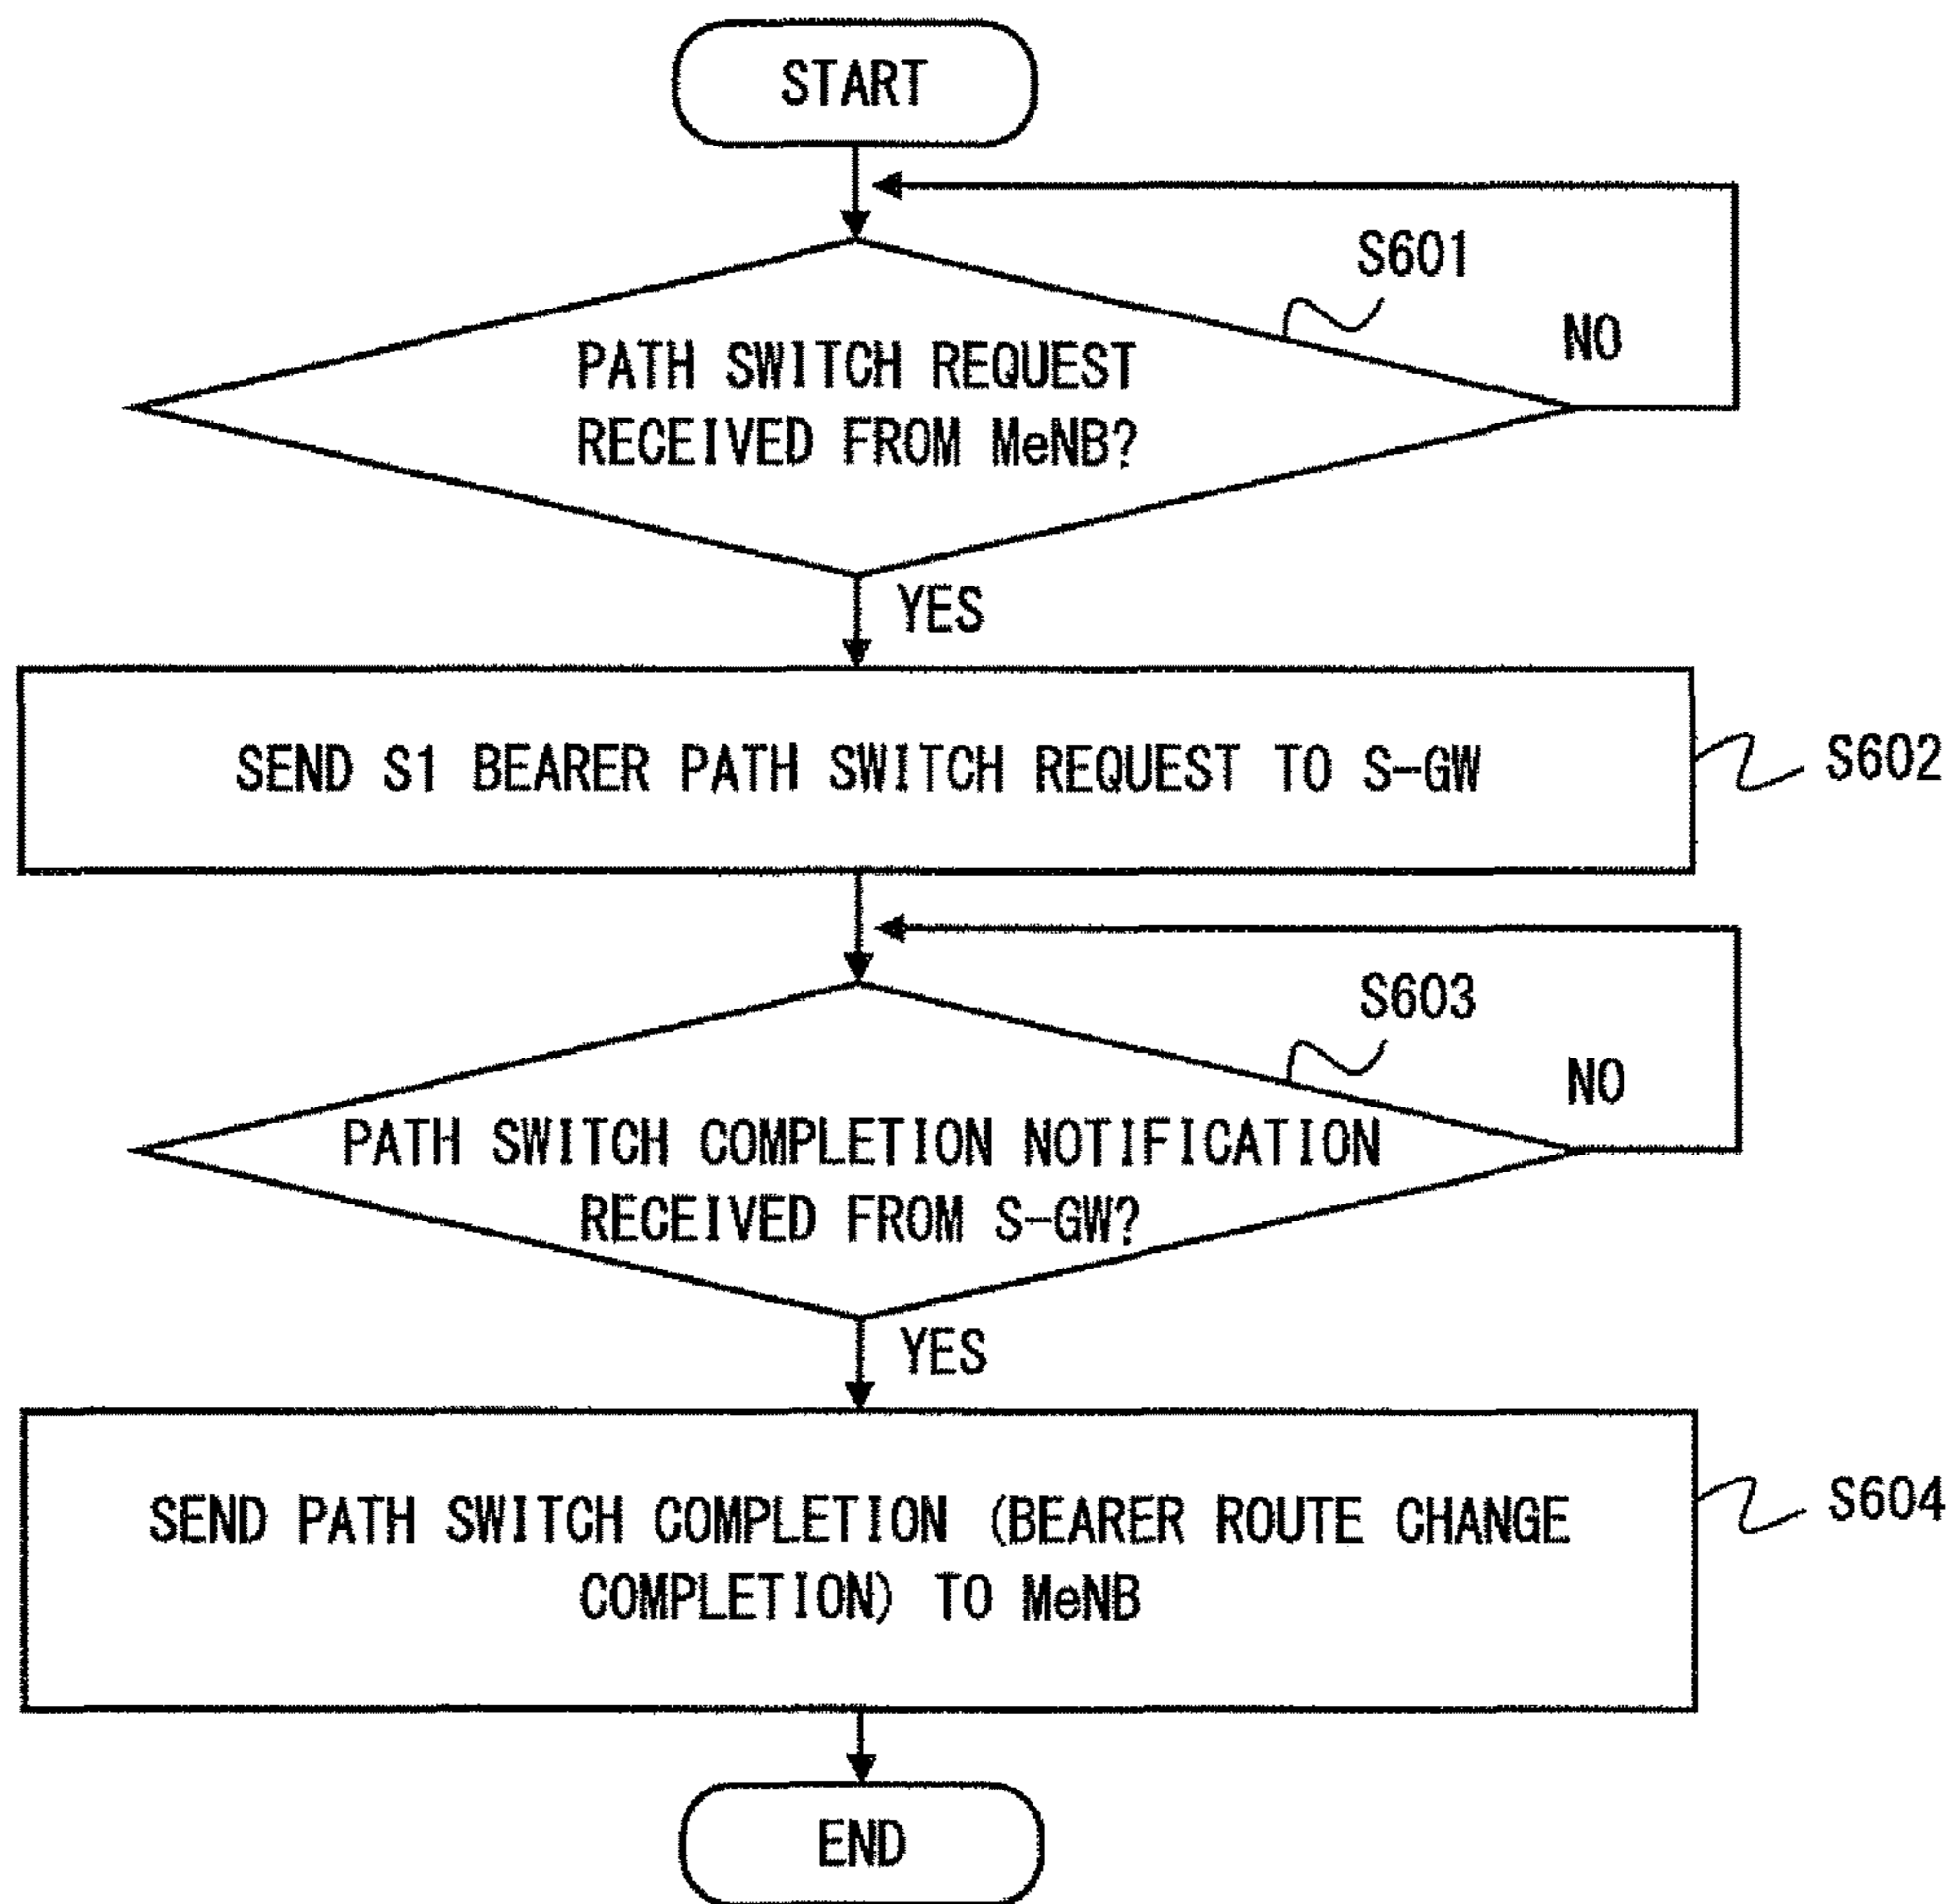 START
S601
NO
PATH SWITCH REQUEST
RECEIVED FROM MeNB?
YES
SEND S1 BEARER PATH SWITCH REQUEST TO S-GW
S602
S603
NO
PATH SWITCH COMPLETION NOTIFICATION
RECEIVED FROM S-GW?
YES
SEND PATH SWITCH COMPLETION (BEARER ROUTE CHANGE
COMPLETION) TO MeNB
S604
END